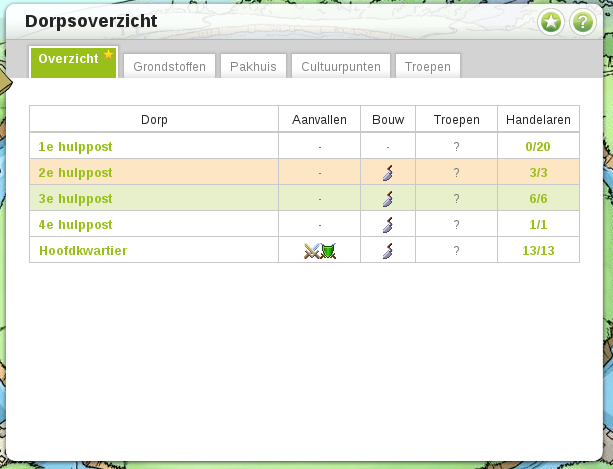 Dorpsoverzicht
?
Overzicht Grondstoffen Pakhuis Cultuurpunten Troepen
Dorp Aanvallen Bouw Troepen Handelaren
1e hulppost - - ? 0/20
2e hulppost - ? 3/3
3e hulppost - ? 6/6
4e hulppost - ? 1/1
Hoofdkwartier ? 13/13